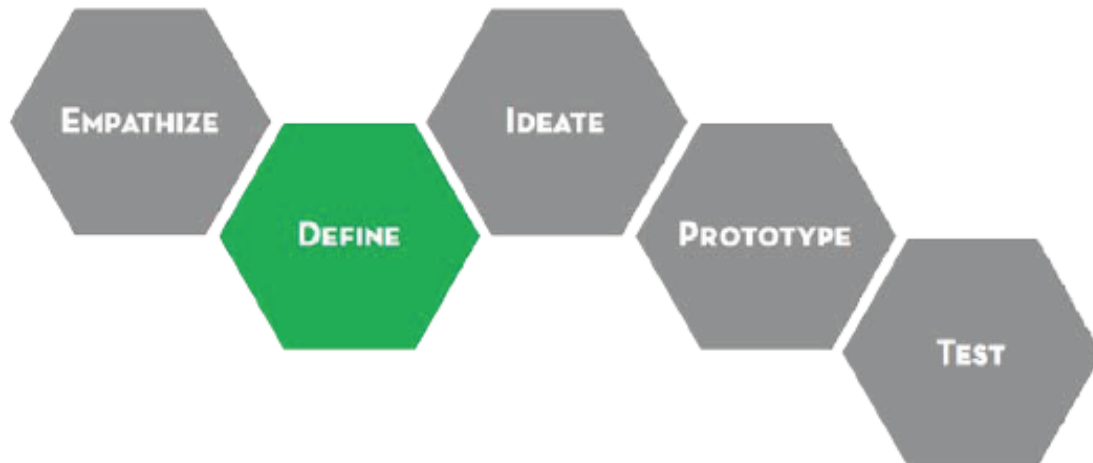 EMPATHIZE
DEFINE
IDEATE
PROTOTYPE
TEST